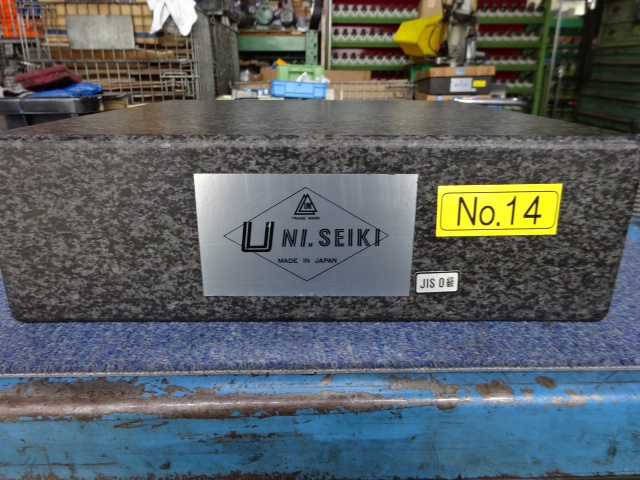 TRADE MARK
UNI. SEIKI
MADE IN JAPAN
No.14
JIS 0級